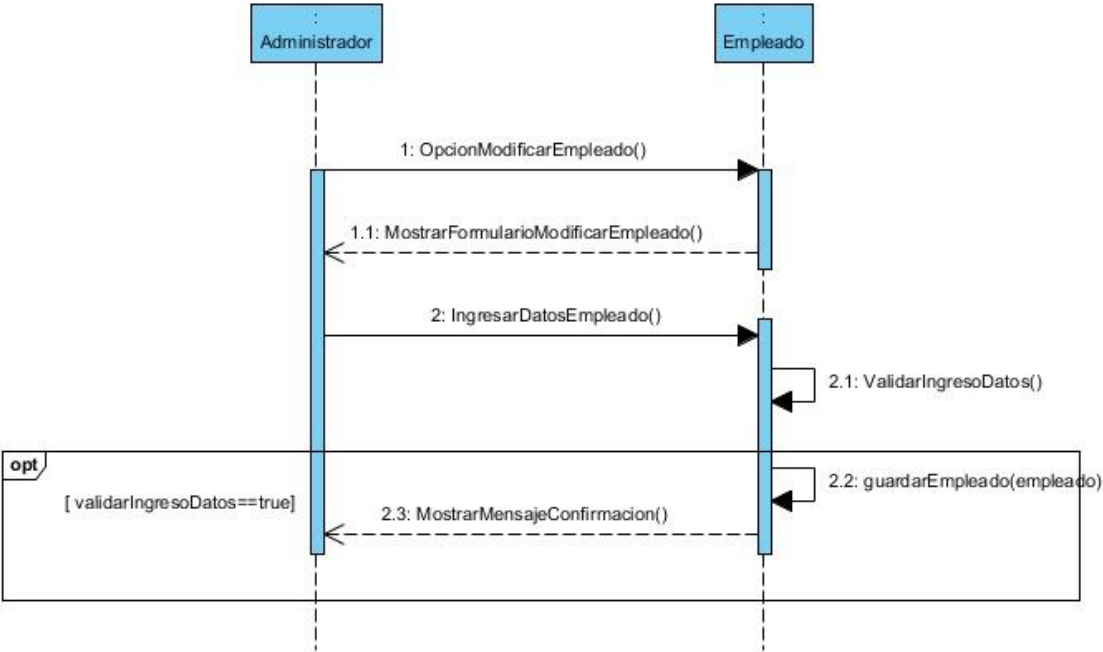 :
Administrador
:
Empleado
1: OpcionModificarEmpleado()
1.1: MostrarFormularioModificarEmpleado()
2: IngresarDatosEmpleado()
2.1: ValidarIngresoDatos()
opt
2.2: guardarEmpleado(empleado)
[ validarIngresoDatos==true]
2.3: MostrarMensajeConfirmacion()